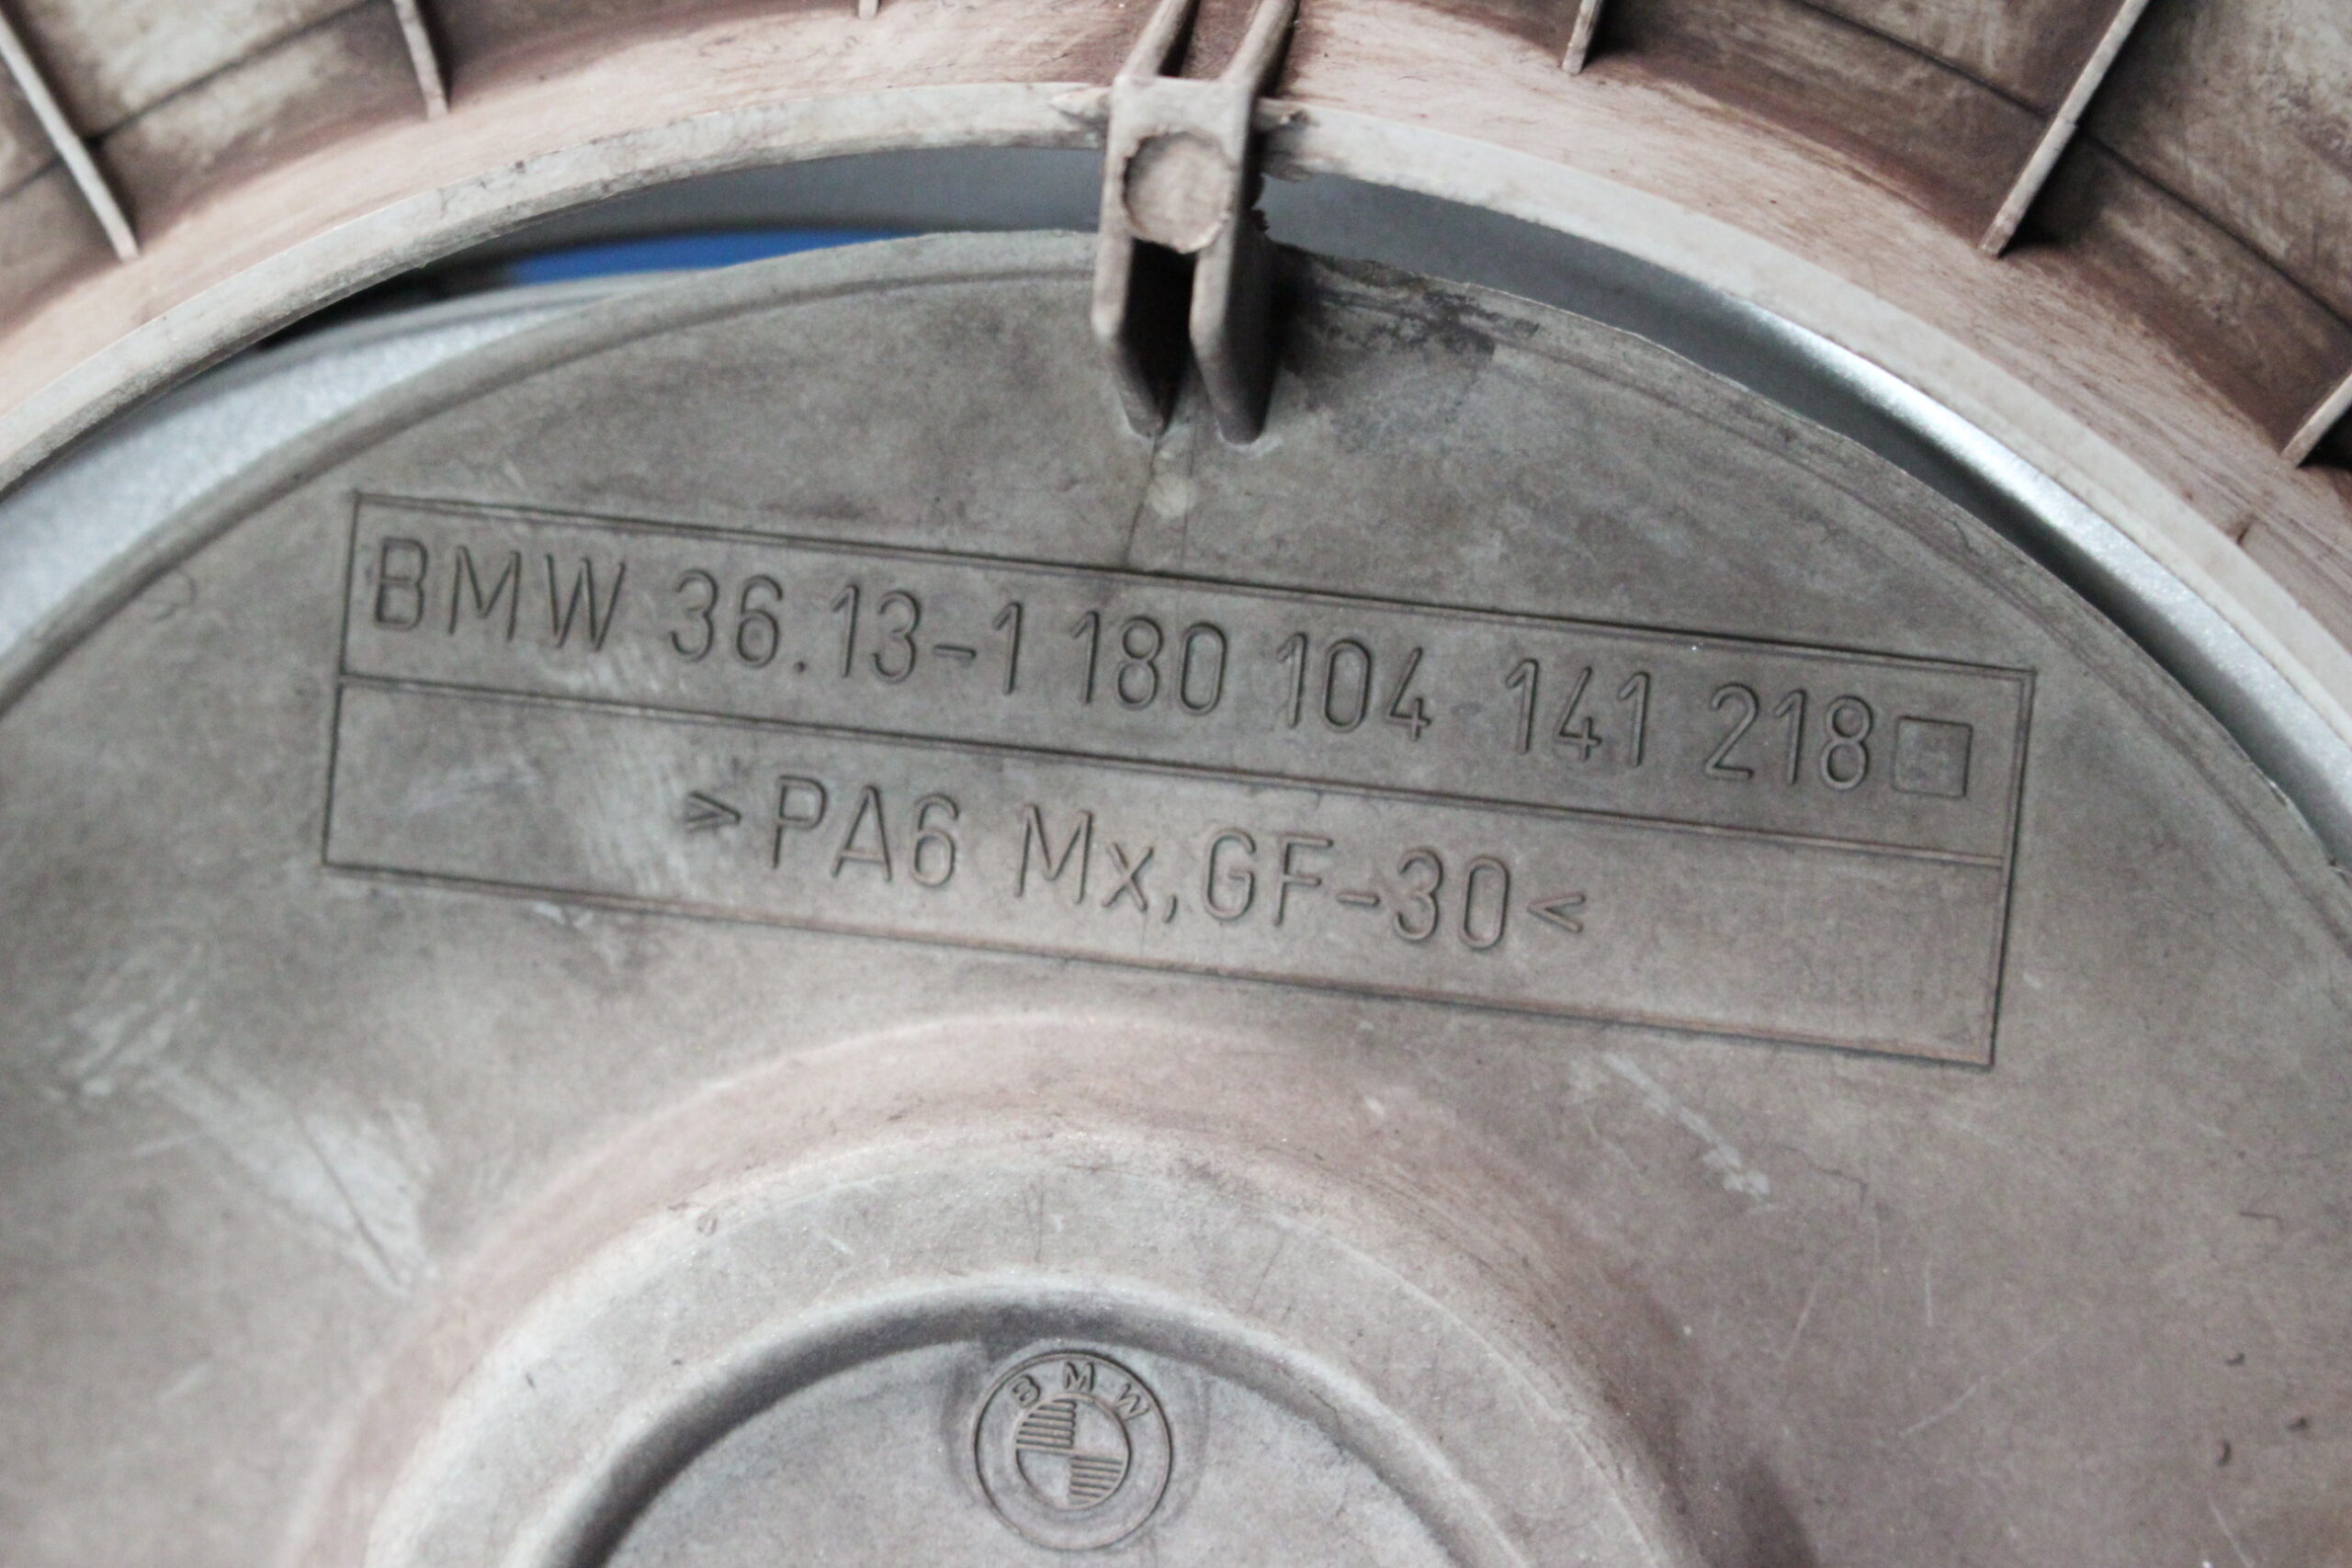 BMW 36.13-1 180 104 141 218
>PA6 Mx,GF-30<
BMW